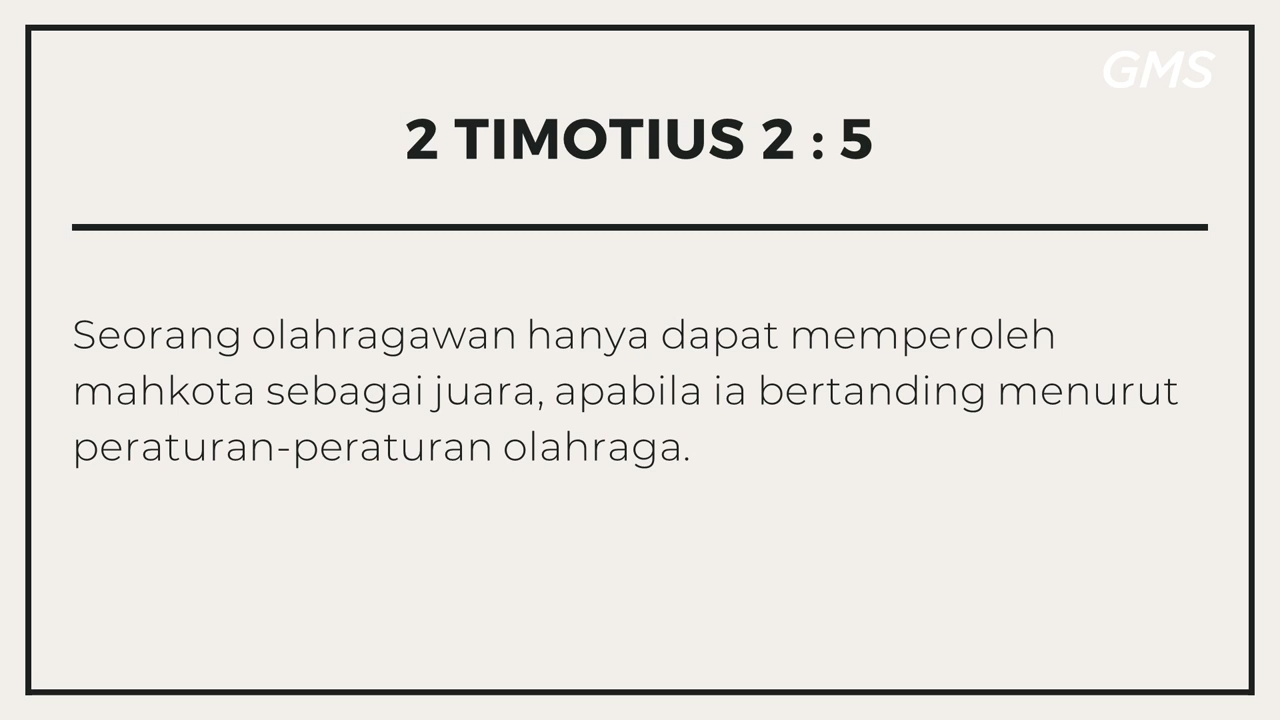 GMS
2 TIMOTIUS 2 : 5
Seorang olahragawan hanya dapat memperoleh
mahkota sebagai juara, apabila ia bertanding menurut
peraturan-peraturan olahraga.